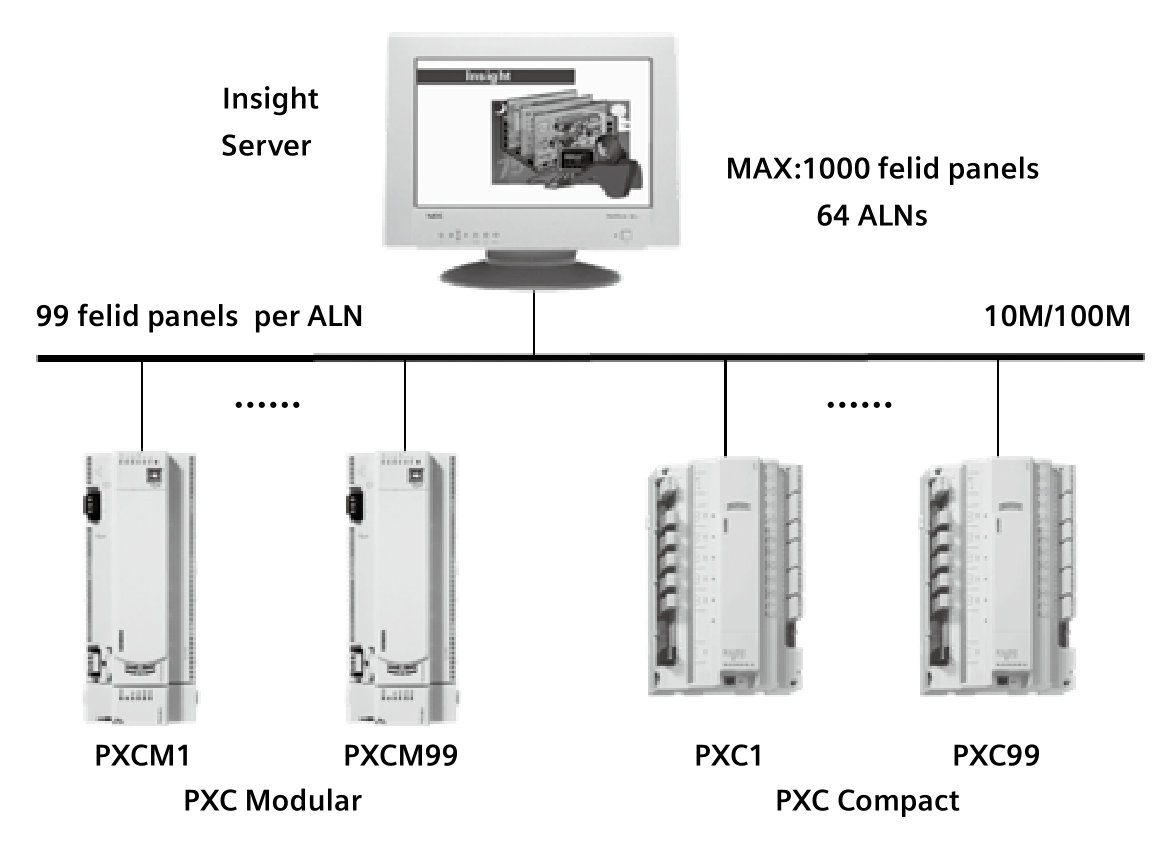 Insight
Insight
Server
MAX:1000 felid panels
64 ALNs
99 felid panels per ALN
10M/100M
......
......
PXCM1
PXCM99
PXC1
PXC99
PXC Modular
PXC Compact